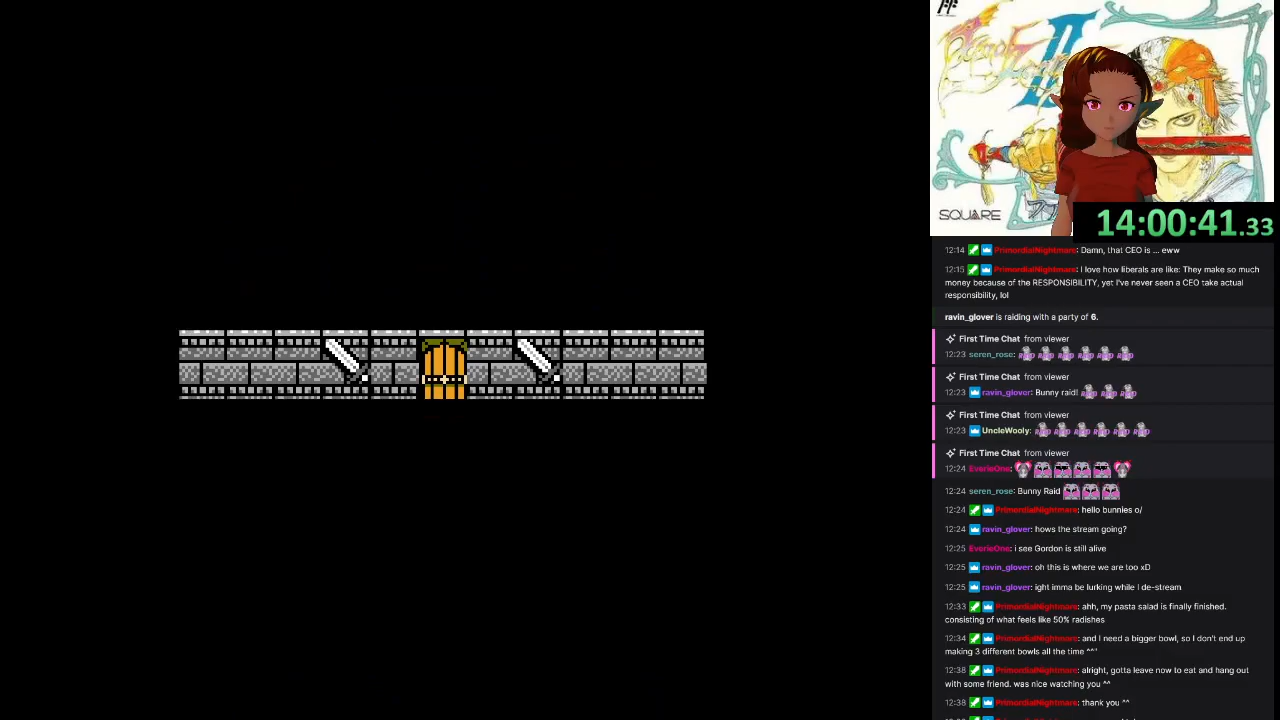 II
SQUARE
14:00:41.33
12:14 PrimordialNightmare: Damn, that CEO is ... eww
12:15 PrimordialNightmare: I love how liberals are like: They make so much
money because of the RESPONSIBILITY, yet I've never seen a CEO take actual
responsibility, lol
ravin_glover is raiding with a party of 6.
First Time Chat from viewer
12:23 seren_rose:
First Time Chat from viewer
12:23 ravin_glover: Bunny raid!
First Time Chat from viewer
12:23 UncleWooly:
First Time Chat from viewer
12:24 EverieOne:
12:24 seren_rose: Bunny Raid
12:24 PrimordialNightmare: hello bunnies o/
12:24 ravin_glover: hows the stream going?
12:25 EverieOne: i see Gordon is still alive
12:25 ravin_glover: oh this is where we are too xD
12:25 ravin_glover: ight imma be lurking while I de-stream
12:33 PrimordialNightmare: ahh, my pasta salad is finally finished.
consisting of what feels like 50% radishes
12:34 PrimordialNightmare: and I need a bigger bowl, so I don't end up
making 3 different bowls all the time ^^'
12:38 PrimordialNightmare: alright, gotta leave now to eat and hang out
with some friend. was nice watching you ^^
12:38 PrimordialNightmare: thank you ^^